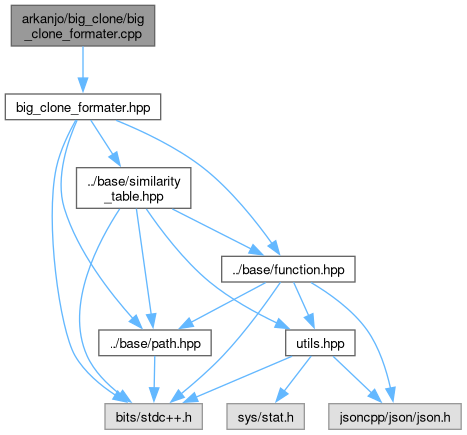 arkanjo/big_clone/big
_clone_formater.cpp
big_clone_formater.hpp
../base/similarity
_table.hpp
../base/function.hpp
../base/path.hpp
utils.hpp
bits/stdc++.h
sys/stat.h
jsoncpp/json/json.h